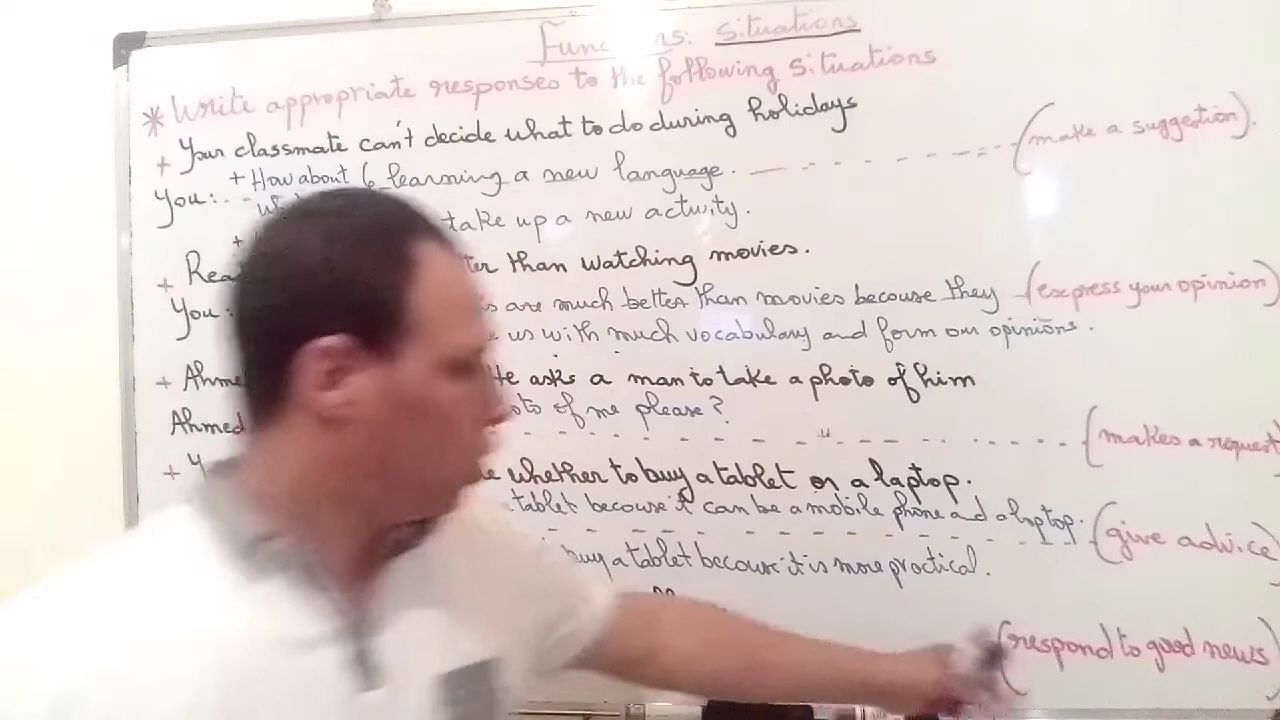 Func ns: Situations
* Write appropriate responses to the following situations
+ Your classmate can't decide what to do during holidays
+ How about learning a new language. (make a suggestion).
You:
take up a new activity.
+ Rea ter than watching movies.
You: s are much better than movies because they (express your opinion)
us with much vocabulary and form our opinions.
+ Ahme He asks a man to take a photo of him
Ahmed oto of me please?
(makes a request
+ Y e whether to buy a tablet or a laptop.
tablet because it can be a mobile phone and a laptop. (give advice)
buy a tablet because it is more practical.
(respond to good news)